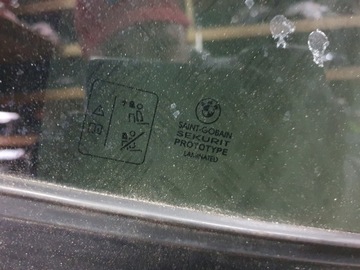 SAINT-GOBAIN
SEKURIT
PROTOTYPE
LAMINATED